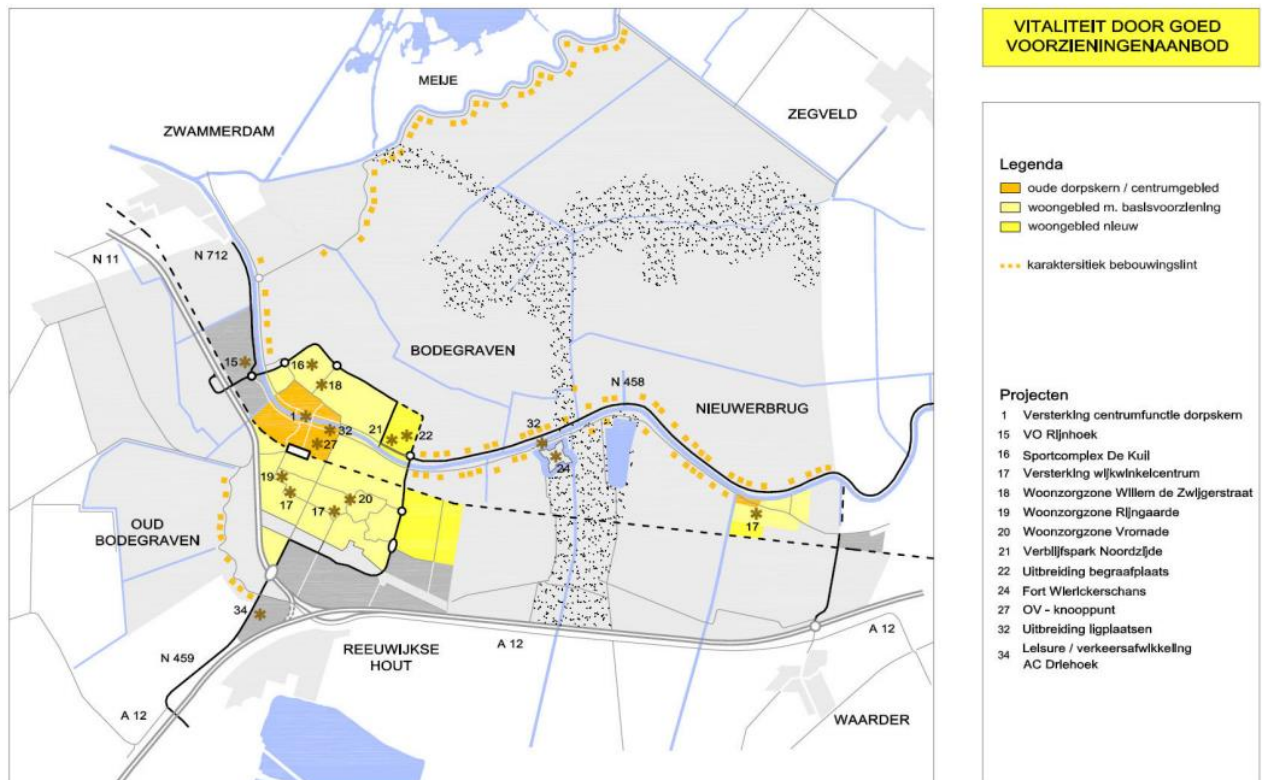 VITALITEIT DOOR GOED
VOORZIENINGENAANBOD
MEIJE
ZEGVELD
ZWAMMERDAM
N 712
N 11
BODEGRAVEN
N 458
NIEUWERBRUG
15
16
18
1
32
27
21
22
32
24
19
17
20
17
17
OUD
BODEGRAVEN
34
N 459
REEUWIJKSE
HOUT
A 12
A 12
A 12
WAARDER
Legenda
oude dorpskern / centrumgebied
woongebied m. basisvoorziening
woongebied nieuw
karaktersitiek bebouwingslint
Projecten
1 Versterking centrumfunctie dorpskern
15 VO Rijnhoek
16 Sportcomplex De Kuil
17 Versterking wijkwinkelcentrum
18 Woonzorgzone Willem de Zwijgerstraat
19 Woonzorgzone Rijngaarde
20 Woonzorgzone Vromade
21 Verblijfspark Noordzijde
22 Uitbreiding begraafplaats
24 Fort Wierickerschans
27 OV - knooppunt
32 Uitbreiding ligplaatsen
34 Leisure / verkeersafwikkeling
AC Driehoek